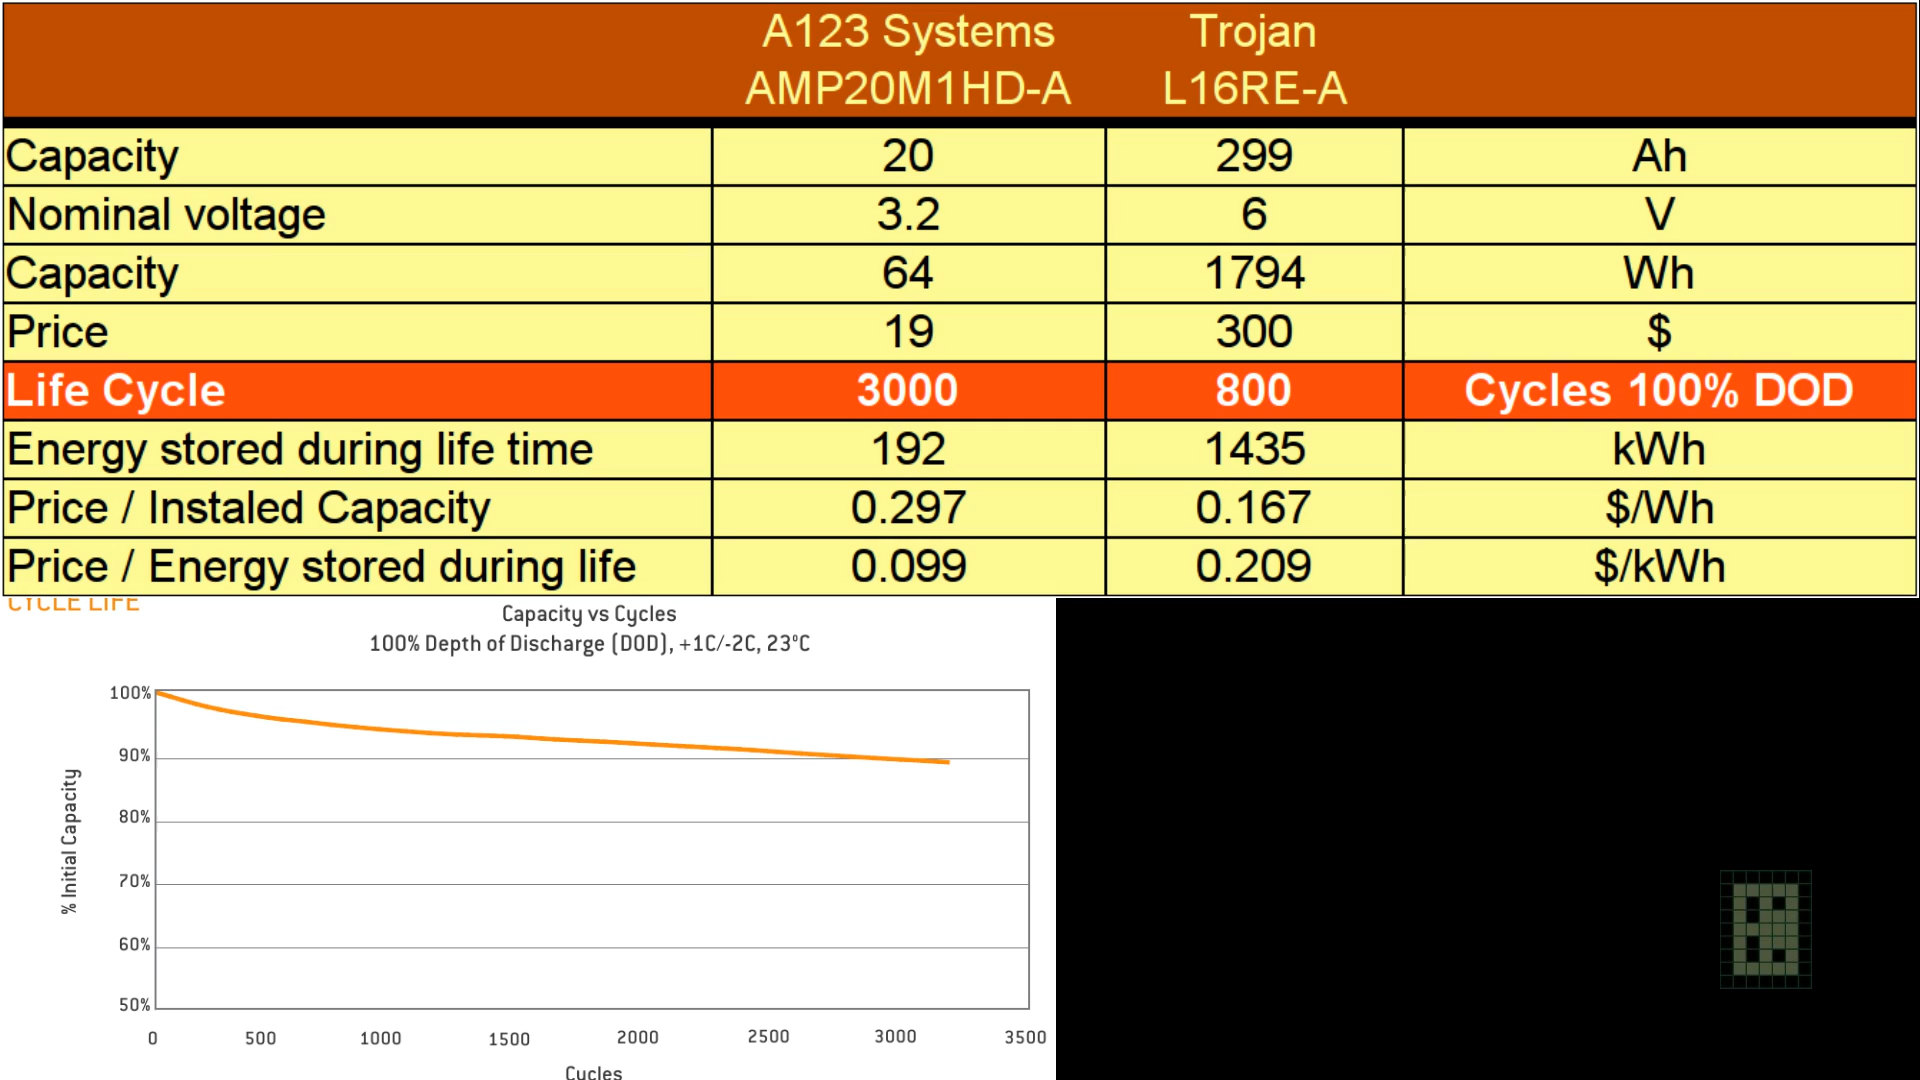 A123 Systems Trojan
AMP20M1HD-A L16RE-A
Capacity 20 299 Ah
Nominal voltage 3.2 6 V
Capacity 64 1794 Wh
Price 19 300 $
Life Cycle 3000 800 Cycles 100% DOD
Energy stored during life time 192 1435 kWh
Price / Instaled Capacity 0.297 0.167 $/Wh
Price / Energy stored during life 0.099 0.209 $/kWh
CYCLE LIFE
Capacity vs Cycles
100% Depth of Discharge (DOD), +1C/-2C, 23°C
% Initial Capacity
100%
90%
80%
70%
60%
50%
0 500 1000 1500 2000 2500 3000 3500
Cycles